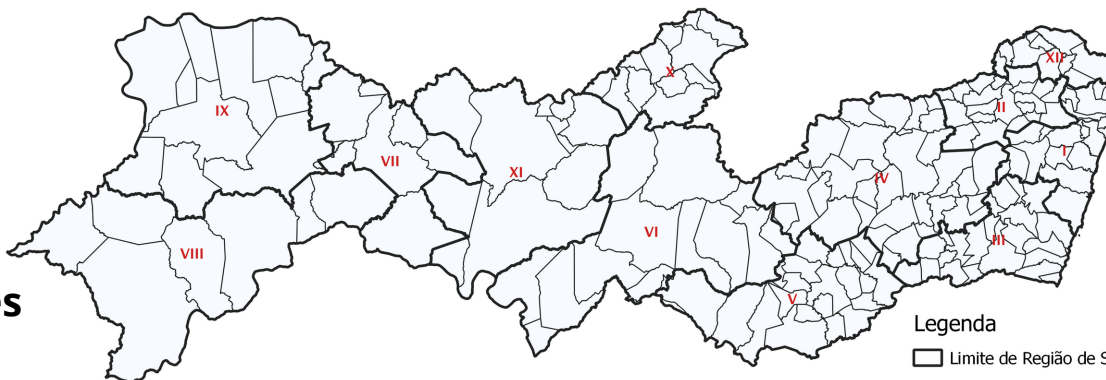 XII
X
II
IX
I
VII
XI
IV
VI
III
VIII
V
s
Legenda
Limite de Região de S